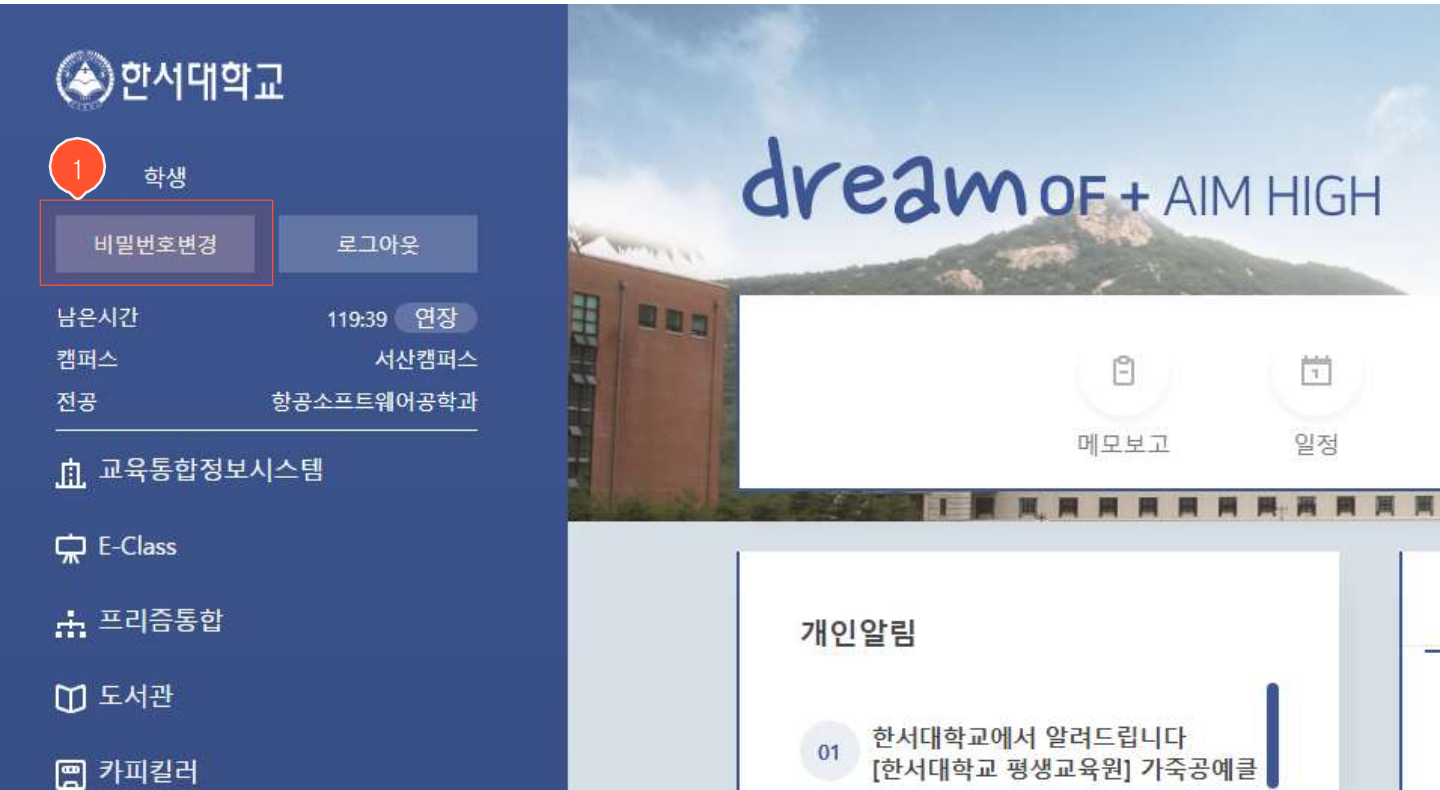 한서대학교
1
학생
비밀번호변경
로그아웃
남은시간 119:39 연장
캠퍼스 서산캠퍼스
전공 항공소프트웨어공학과
교육통합정보시스템
E-Class
프리즘통합
도서관
카피킬러
dream OF + AIM HIGH
메모보고
1
일정
개인알림
01
한서대학교에서 알려드립니다
[한서대학교 평생교육원] 가죽공예클